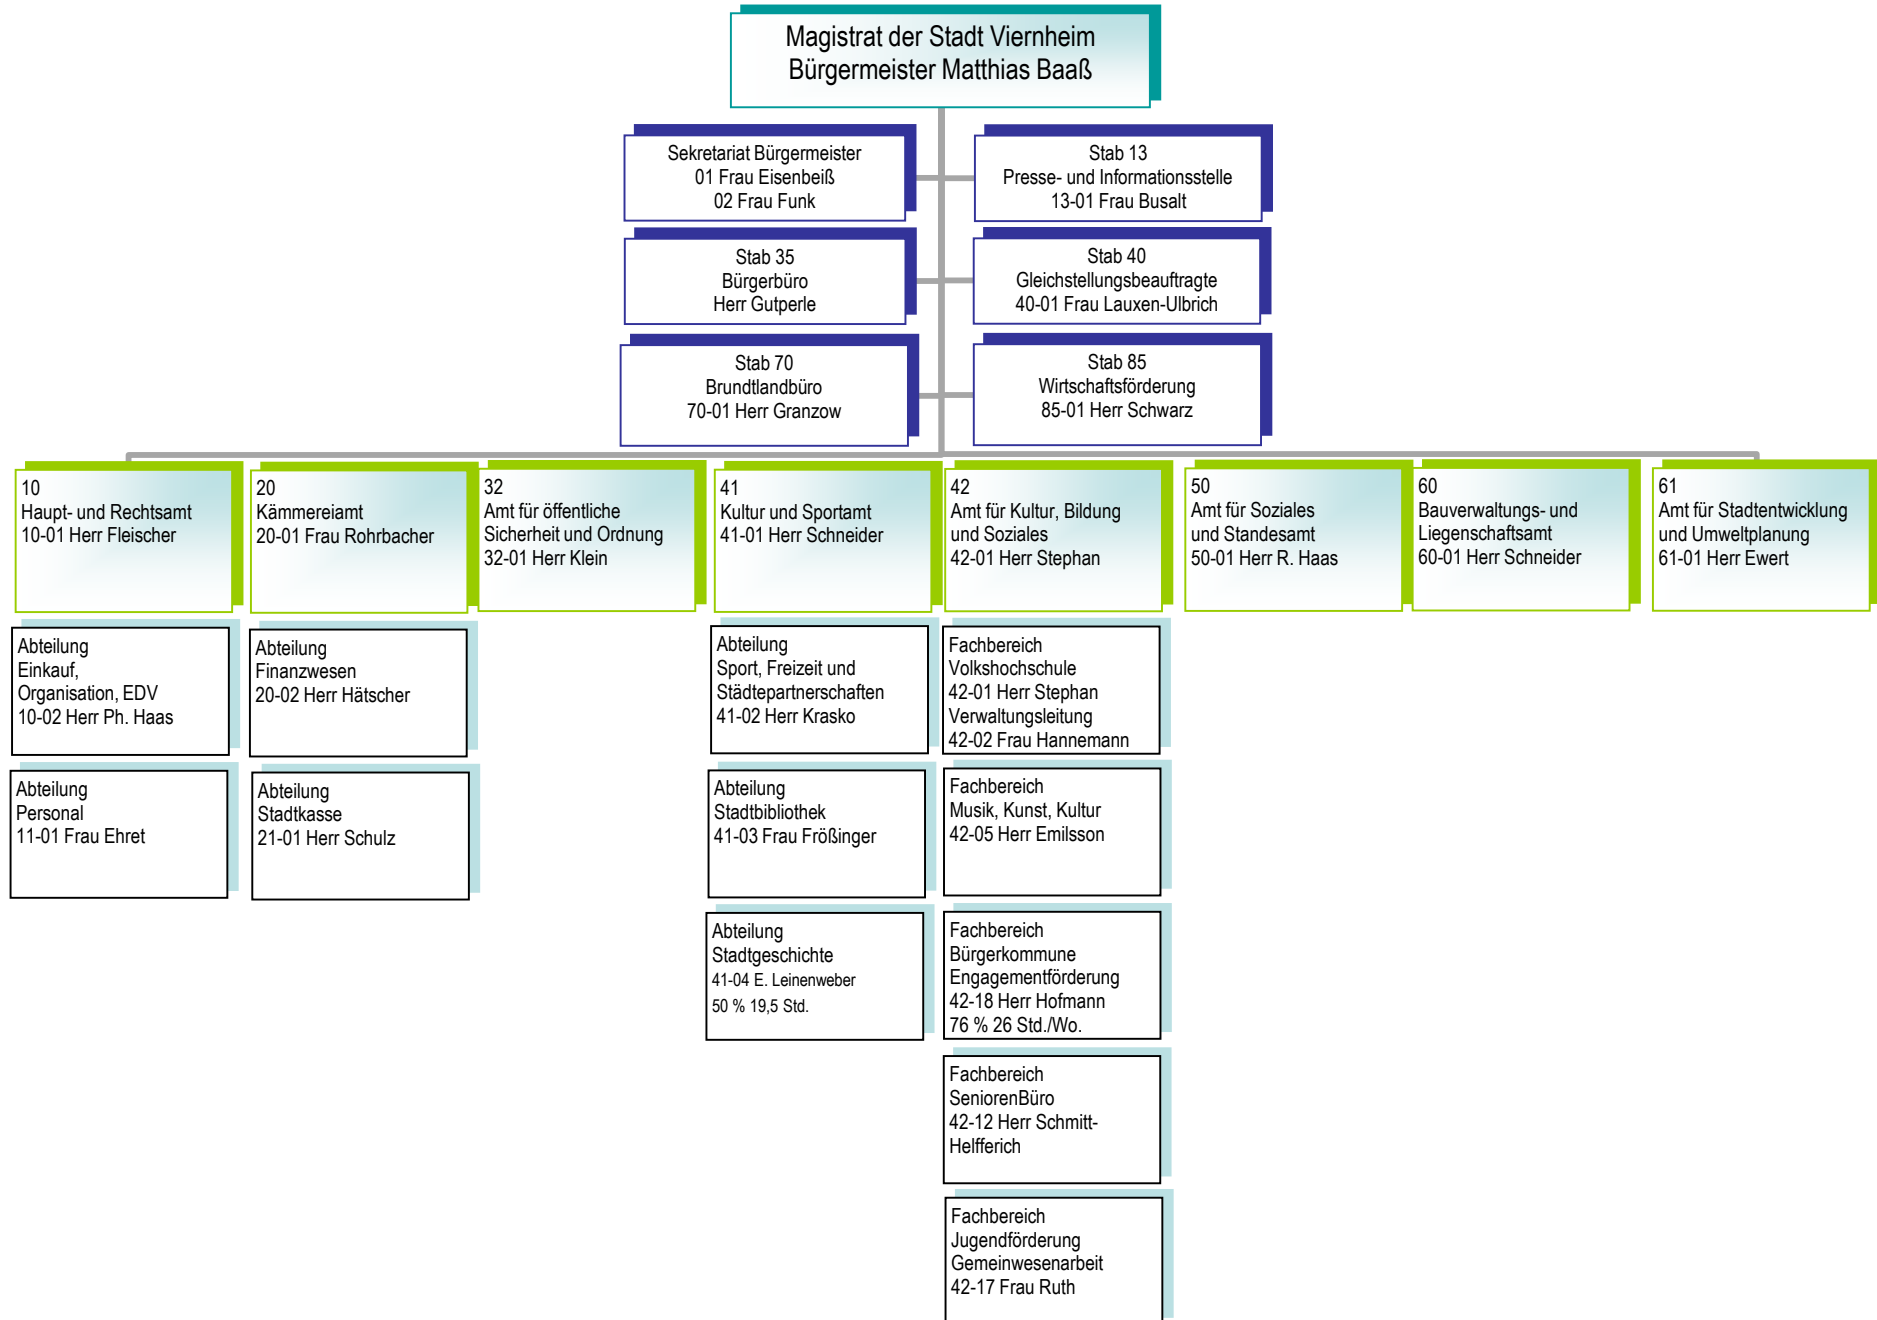 Magistrat der Stadt Viernheim
Bürgermeister Matthias Baaß
Sekretariat Bürgermeister
01 Frau Eisenbeiß
02 Frau Funk
Stab 13
Presse- und Informationsstelle
13-01 Frau Busalt
Stab 35
Bürgerbüro
Herr Gutperle
Stab 40
Gleichstellungsbeauftragte
40-01 Frau Lauxen-Ulbrich
Stab 70
Brundtlandbüro
70-01 Herr Granzow
Stab 85
Wirtschaftsförderung
85-01 Herr Schwarz
10
Haupt- und Rechtsamt
10-01 Herr Fleischer
20
Kämmereiamt
20-01 Frau Rohrbacher
32
Amt für öffentliche
Sicherheit und Ordnung
32-01 Herr Klein
41
Kultur und Sportamt
41-01 Herr Schneider
42
Amt für Kultur, Bildung
und Soziales
42-01 Herr Stephan
50
Amt für Soziales
und Standesamt
50-01 Herr R. Haas
60
Bauverwaltungs- und
Liegenschaftsamt
60-01 Herr Schneider
61
Amt für Stadtentwicklung
und Umweltplanung
61-01 Herr Ewert
Abteilung
Einkauf,
Organisation, EDV
10-02 Herr Ph. Haas
Abteilung
Finanzwesen
20-02 Herr Hätscher
Abteilung
Sport, Freizeit und
Städtepartnerschaften
41-02 Herr Krasko
Fachbereich
Volkshochschule
42-01 Herr Stephan
Verwaltungsleitung
42-02 Frau Hannemann
Abteilung
Personal
11-01 Frau Ehret
Abteilung
Stadtkasse
21-01 Herr Schulz
Abteilung
Stadtbibliothek
41-03 Frau Frößinger
Fachbereich
Musik, Kunst, Kultur
42-05 Herr Emilsson
Abteilung
Stadtgeschichte
41-04 E. Leinenweber
50 % 19,5 Std.
Fachbereich
Bürgerkommune
Engagementförderung
42-18 Herr Hofmann
76 % 26 Std./Wo.
Fachbereich
SeniorenBüro
42-12 Herr Schmitt-
Helfferich
Fachbereich
Jugendförderung
Gemeinwesenarbeit
42-17 Frau Ruth